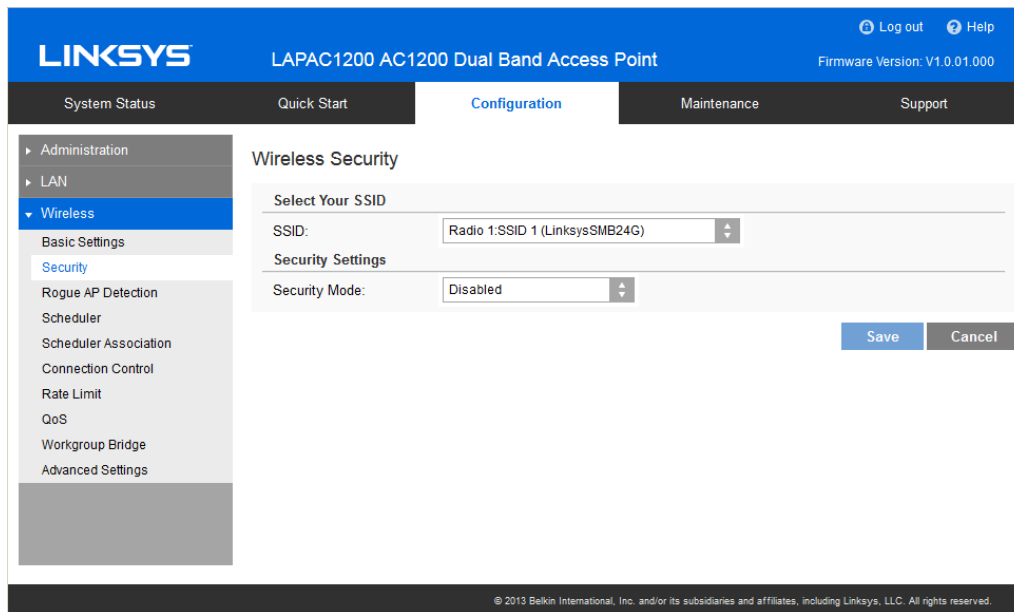 Log out Help
LINKSYS LAPAC1200 AC1200 Dual Band Access Point Firmware Version: V1.0.01.000
System Status Quick Start Configuration Maintenance Support
Administration
LAN
Wireless
Basic Settings
Security
Rogue AP Detection
Scheduler
Scheduler Association
Connection Control
Rate Limit
QoS
Workgroup Bridge
Advanced Settings
Wireless Security
Select Your SSID
SSID: Radio 1:SSID 1 (LinksysSMB24G)
Security Settings
Security Mode: Disabled
Save Cancel
© 2013 Belkin International, Inc. and/or its subsidiaries and affiliates, including Linksys, LLC. All rights reserved.